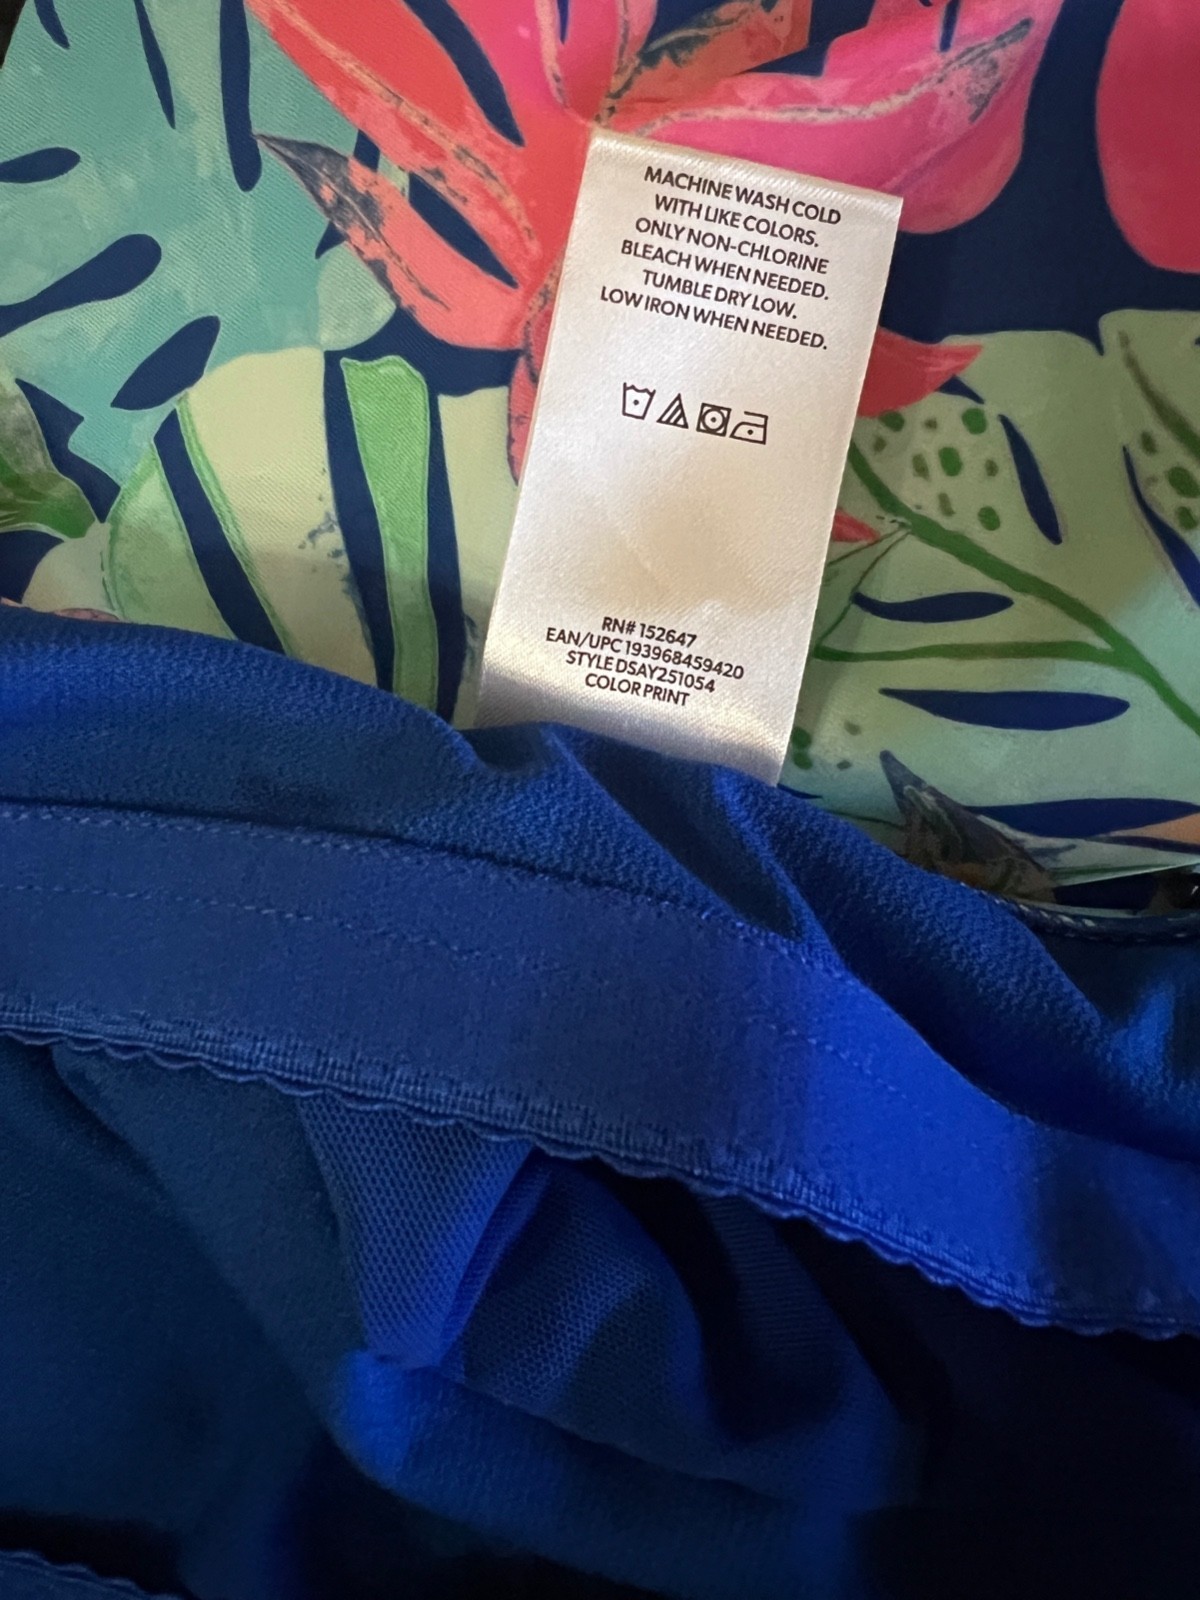 MACHINE WASH COLD
WITH LIKE COLORS.
ONLY NON-CHLORINE
BLEACH WHEN NEEDED.
TUMBLE DRY LOW.
LOW IRON WHEN NEEDED.
RN# 152647
EAN/UPC 193968459420
STYLE DSAY251054
COLOR PRINT